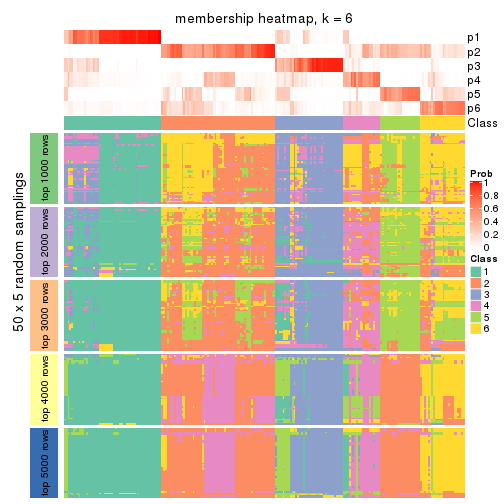 membership heatmap, k = 6
p1
p2
p3
p4
p5
p6
Class
50 x 5 random samplings
top 1000 rows
top 2000 rows
top 3000 rows
top 4000 rows
top 5000 rows
Prob
1
0.8
0.6
0.4
0.2
0
Class
1
2
3
4
5
6